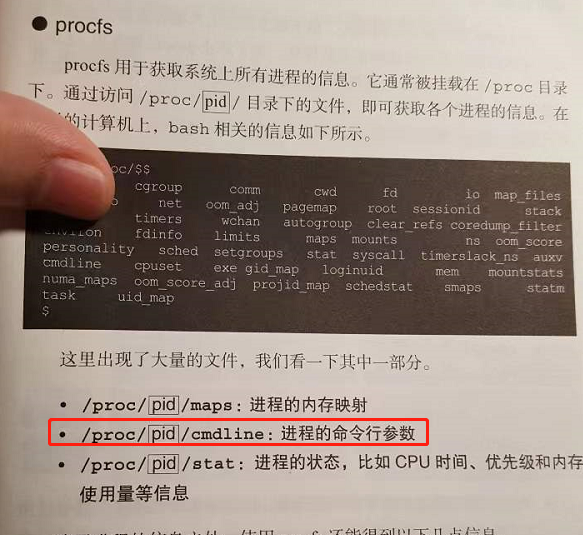 ● procfs
procfs 用于获取系统上所有进程的信息。它通常被挂载在 /proc 目录
下。通过访问 /proc/pid/ 目录下的文件，即可获取各个进程的信息。在
的计算机上，bash 相关的信息如下所示。
/$$
cgroup comm cwd fd io map_files
net oom_adj pagemap root sessionid stack
timers wchan autogroup clear_refs coredump_filter
environ fdinfo limits maps mounts ns oom_score
personality sched setgroups stat syscall timerslack_ns auxv
cmdline cpuset exe gid_map loginuid mem mountstats
numa_maps oom_score_adj projid_map schedstat smaps statm
task uid_map
$
这里出现了大量的文件，我们看一下其中一部分。
• /proc/pid/maps：进程的内存映射
• /proc/pid/cmdline：进程的命令行参数
• /proc/pid/stat：进程的状态，比如 CPU 时间、优先级和内存
使用量等信息